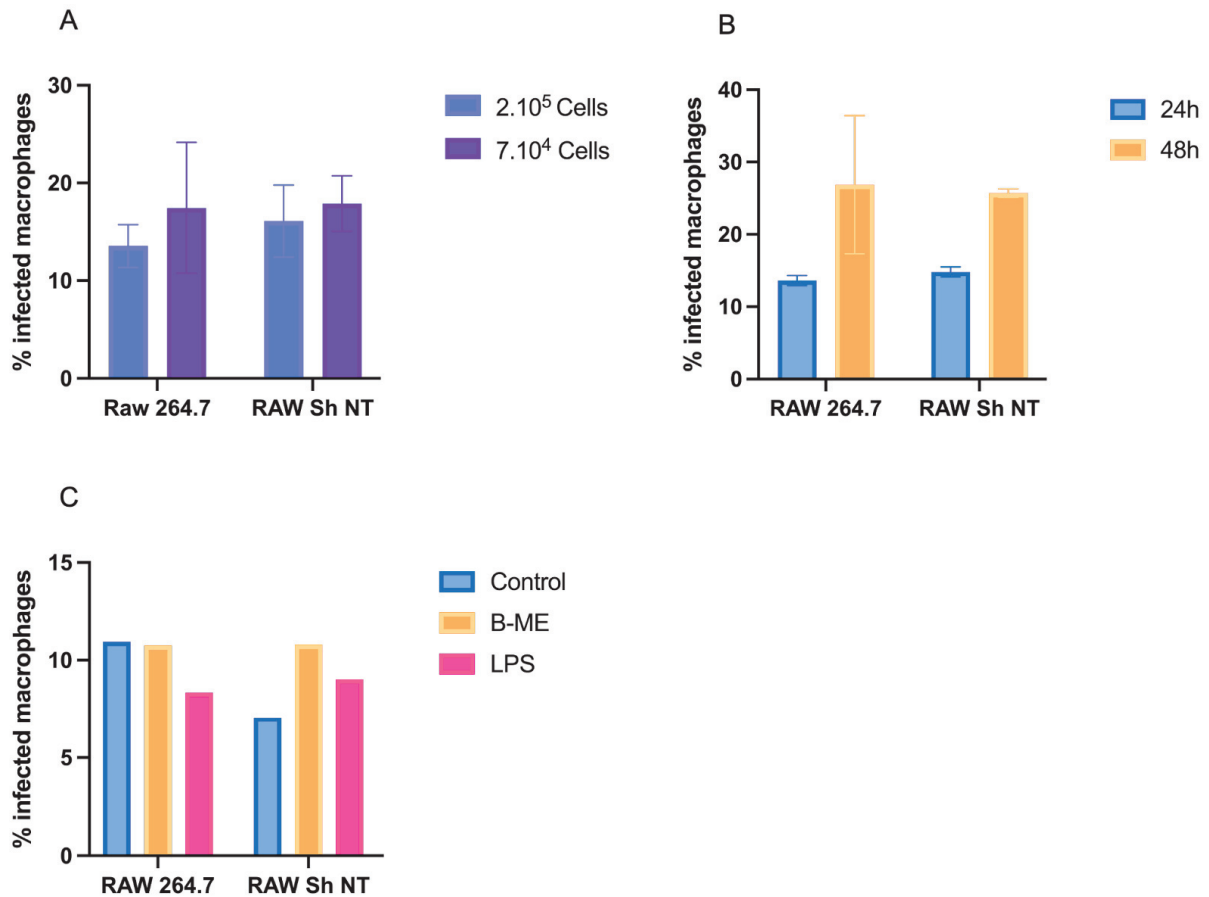 A
% infected macrophages
30
20
10
0
Raw 264.7
RAW Sh NT
2.10⁵ Cells
7.10⁴ Cells
B
% infected macrophages
40
30
20
10
0
RAW 264.7
RAW Sh NT
24h
48h
C
% infected macrophages
15
10
5
0
RAW 264.7
RAW Sh NT
Control
B-ME
LPS